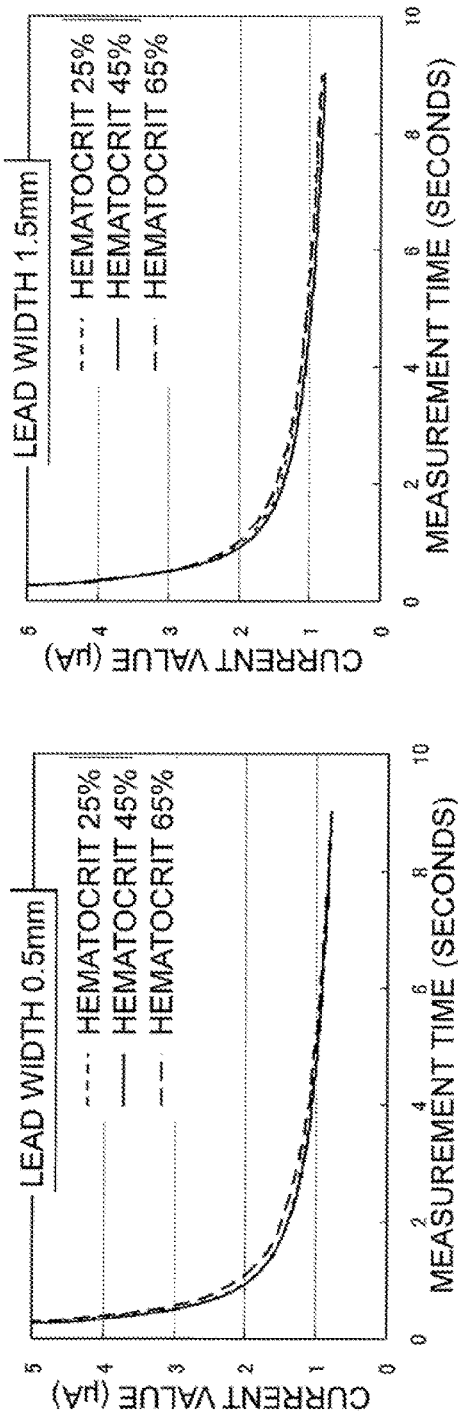 LEAD WIDTH 0.5mm
HEMATOCRIT 25%
HEMATOCRIT 45%
HEMATOCRIT 65%
CURRENT VALUE (µA)
5
4
3
2
1
0
0 2 4 6 8 10
MEASUREMENT TIME (SECONDS)
LEAD WIDTH 1.5mm
HEMATOCRIT 25%
HEMATOCRIT 45%
HEMATOCRIT 65%
CURRENT VALUE (µA)
5
4
3
2
1
0
0 2 4 6 8 10
MEASUREMENT TIME (SECONDS)